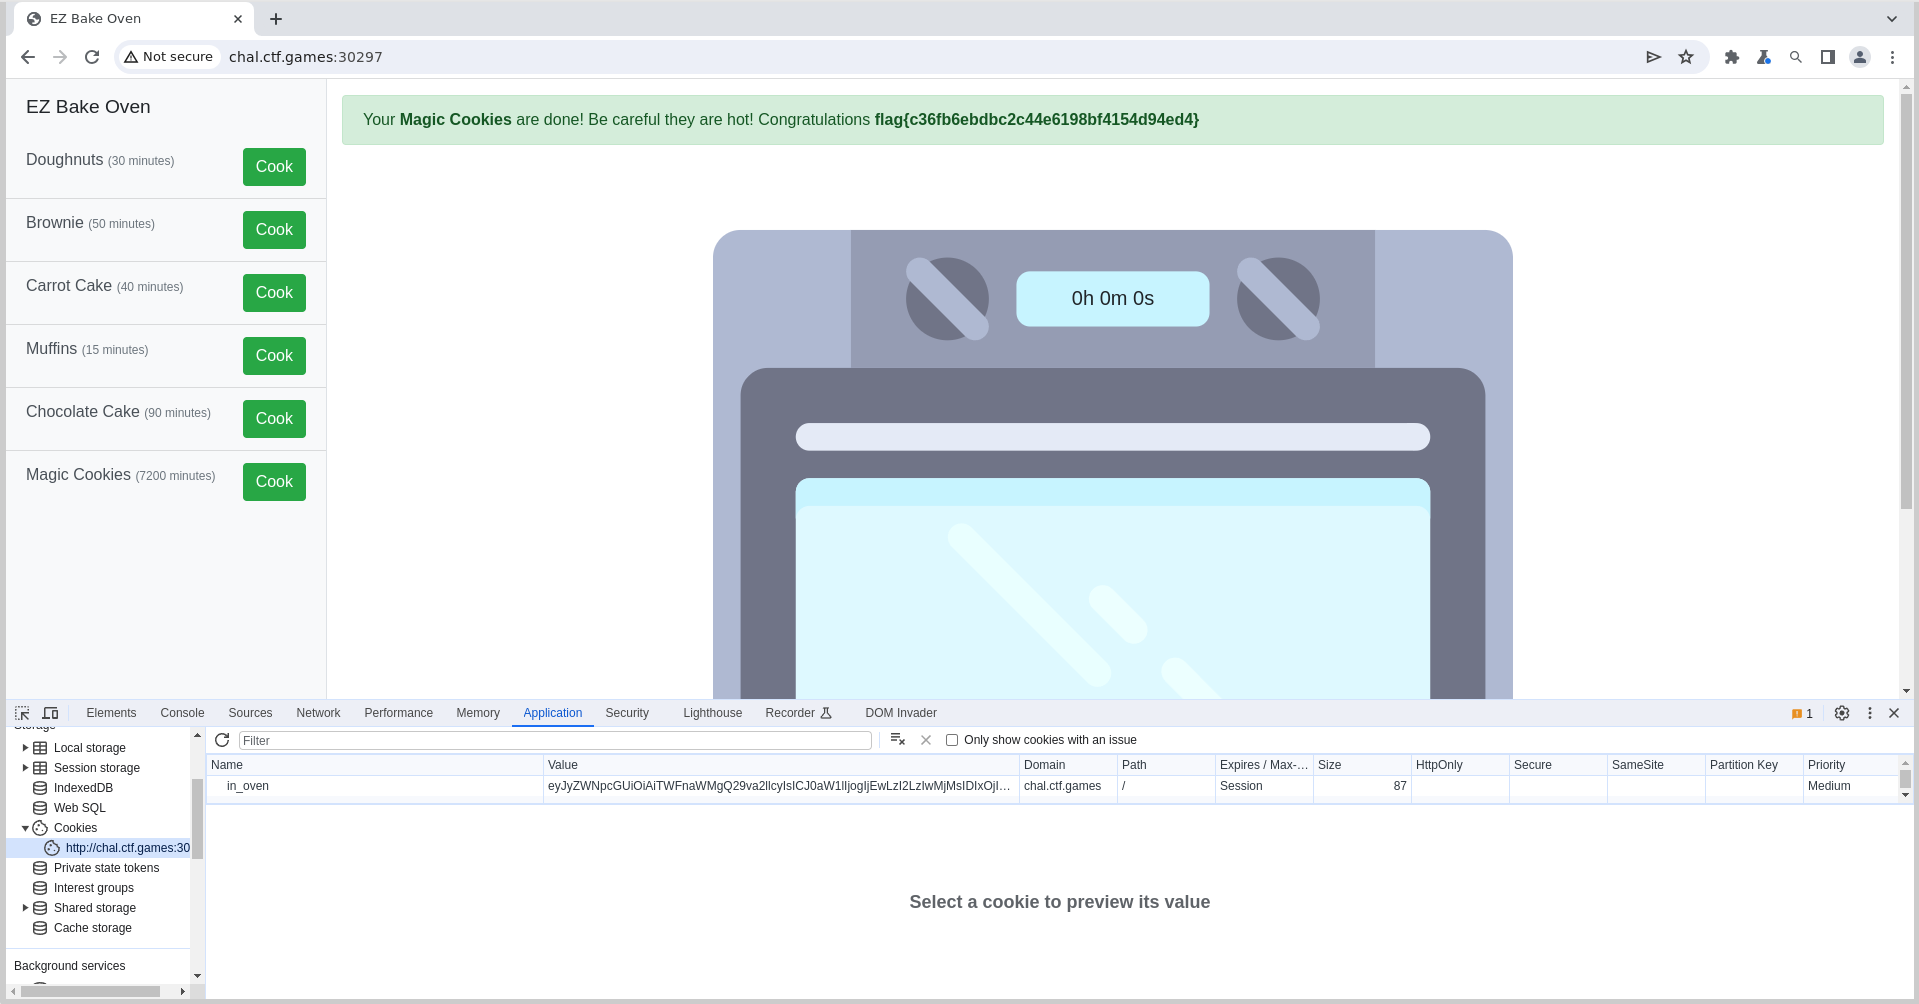 EZ Bake Oven
Not secure chal.ctf.games:30297
EZ Bake Oven
Your Magic Cookies are done! Be careful they are hot! Congratulations flag{c36fb6ebdbc2c44e6198bf4154d94ed4}
Doughnuts (30 minutes) Cook
Brownie (50 minutes) Cook
Carrot Cake (40 minutes) Cook
Muffins (15 minutes) Cook
Chocolate Cake (90 minutes) Cook
Magic Cookies (7200 minutes) Cook
0h 0m 0s
Elements Console Sources Network Performance Memory Application Security Lighthouse Recorder DOM Invader 1
Storage
Local storage
Session storage
IndexedDB
Web SQL
Cookies
http://chal.ctf.games:30
Private state tokens
Interest groups
Shared storage
Cache storage
Background services
Filter Only show cookies with an issue
Name Value Domain Path Expires / Max-... Size HttpOnly Secure SameSite Partition Key Priority
in_oven chal.ctf.games / Session 87 Medium
Select a cookie to preview its value